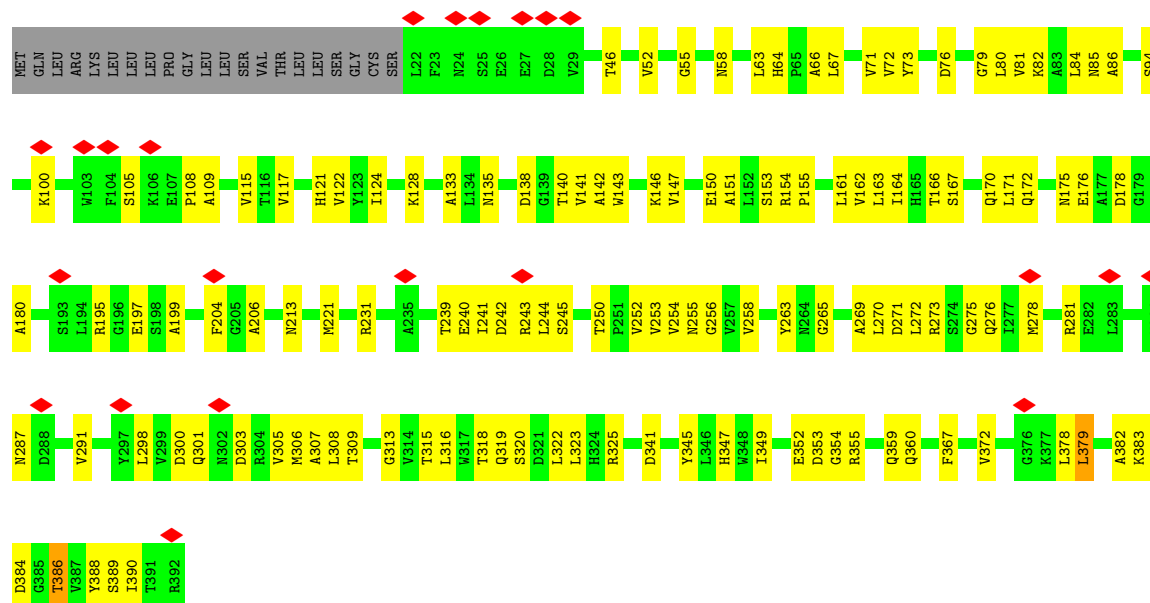 MET GLN LEU ARG LYS LEU LEU LEU PRO GLY LEU LEU SER VAL THR LEU LEU SER GLY CYS SER L22 F23 N24 S25 E26 E27 D28 V29 T46 V52 G55 N58 L63 H64 P65 A66 L67 V71 V72 Y73 D76 G79 L80 V81 K82 A83 L84 N85 A86 S94
K100 W103 F104 S105 K106 E107 P108 A109 V115 T116 V117 H121 V122 Y123 I124 K128 A133 L134 N135 D138 G139 T140 V141 A142 W143 K146 V147 E150 A151 L152 S153 R154 P155 L161 V162 L163 I164 H165 T166 S167 Q170 L171 Q172 N175 E176 A177 D178 G179
A180 S193 L194 R195 G196 E197 S198 A199 F204 G205 A206 N213 M221 R231 A235 T239 E240 I241 D242 R243 L244 S245 T250 P251 V252 V253 V254 N255 G256 V257 V258 Y263 N264 G265 A269 L270 D271 L272 R273 S274 G275 Q276 I277 M278 R281 E282 L283
N287 D288 V291 Y297 L298 V299 D300 Q301 N302 D303 R304 V305 M306 A307 L308 T309 G313 V314 T315 L316 W317 T318 Q319 S320 D321 L322 L323 H324 R325 D341 Y345 L346 H347 W348 I349 E352 D353 G354 R355 Q359 Q360 F367 V372 G376 K377 L378 L379 A382 K383
D384 G385 T386 V387 Y388 S389 I390 T391 R392